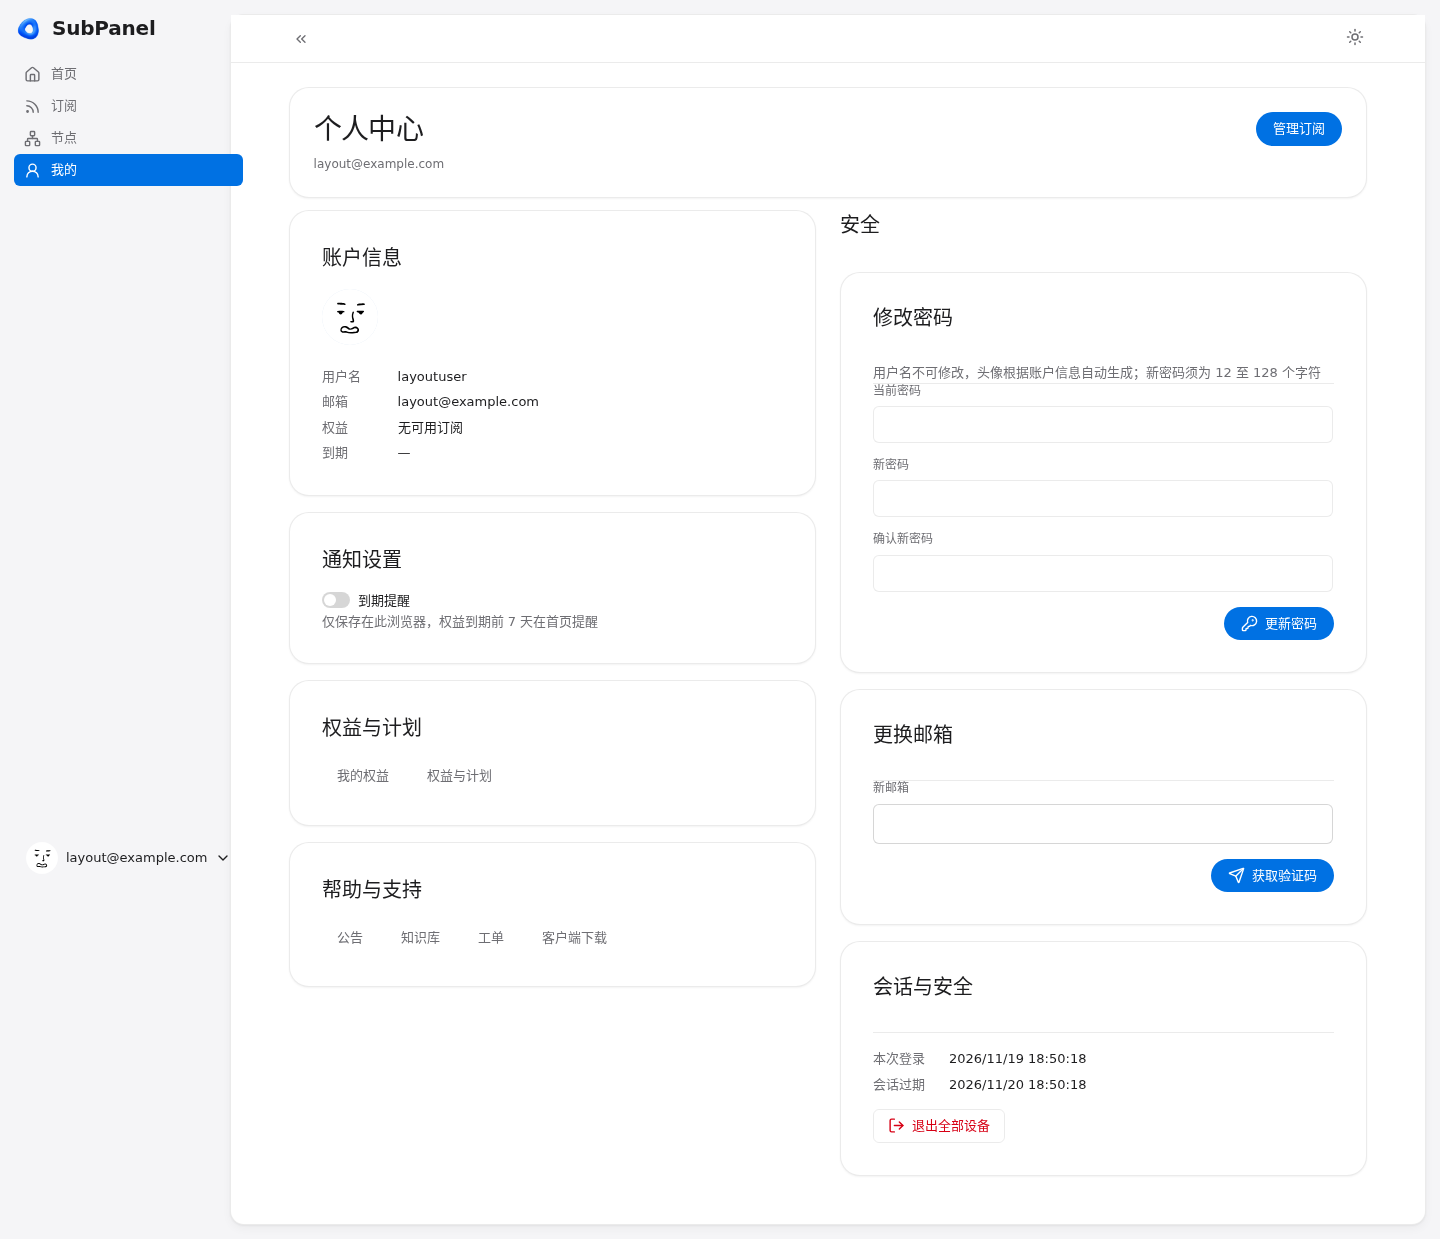 SubPanel
首页
订阅
节点
我的
layout@example.com
个人中心
layout@example.com
管理订阅
账户信息
用户名 layoutuser
邮箱 layout@example.com
权益 无可用订阅
到期 —
通知设置
到期提醒
仅保存在此浏览器，权益到期前 7 天在首页提醒
权益与计划
我的权益 权益与计划
帮助与支持
公告 知识库 工单 客户端下载
安全
修改密码
用户名不可修改，头像根据账户信息自动生成；新密码须为 12 至 128 个字符
当前密码
新密码
确认新密码
更新密码
更换邮箱
新邮箱
获取验证码
会话与安全
本次登录 2026/11/19 18:50:18
会话过期 2026/11/20 18:50:18
退出全部设备